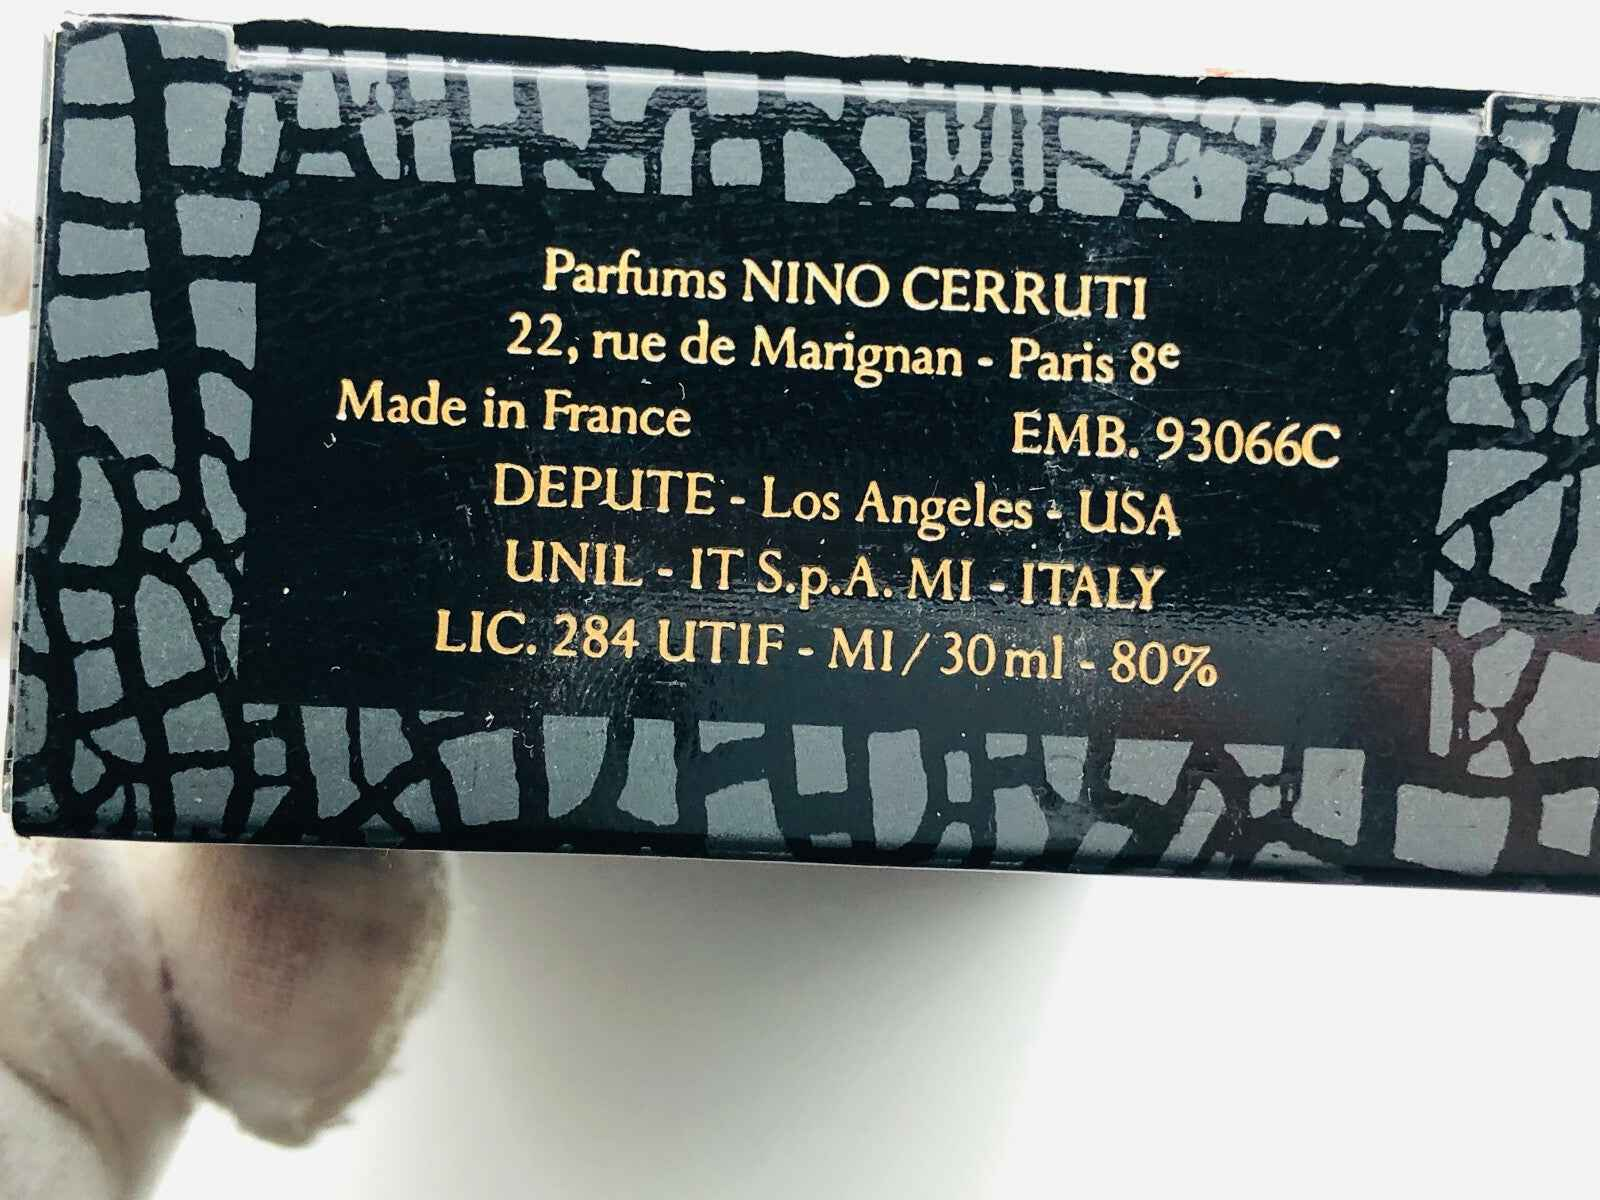 Parfums NINO CERRUTI
22, rue de Marignan - Paris 8e
Made in France EMB. 93066C
DEPUTE - Los Angeles - USA
UNIL - IT S.p.A. MI - ITALY
LIC. 284 UTIF - MI / 30 ml - 80%